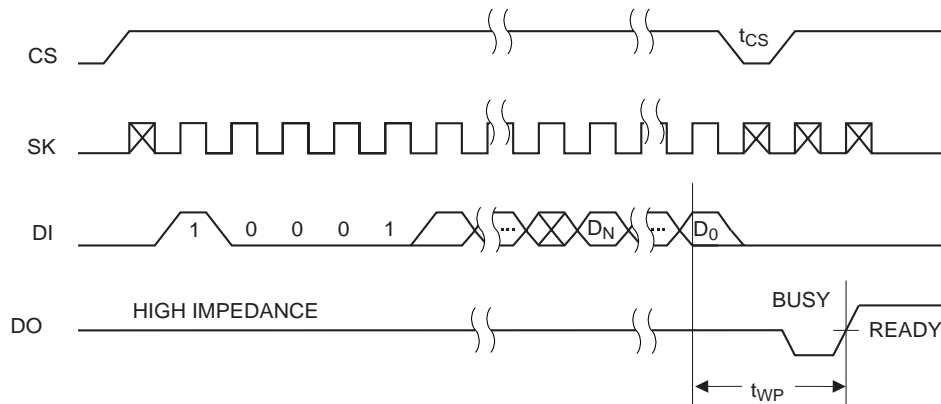 CS
tCS
SK
DI 1 0 0 0 1 ... DN ... D0
HIGH IMPEDANCE
BUSY
DO
READY
tWP